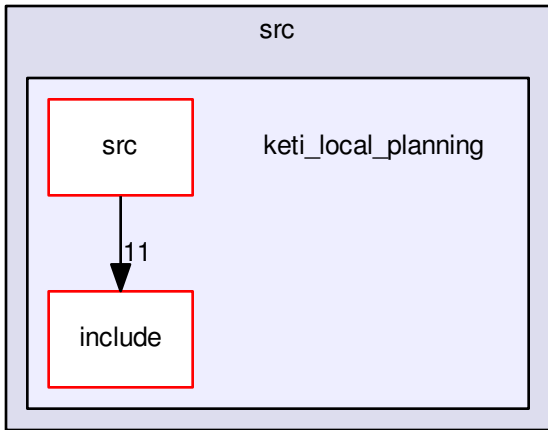 src
src
keti_local_planning
11
include